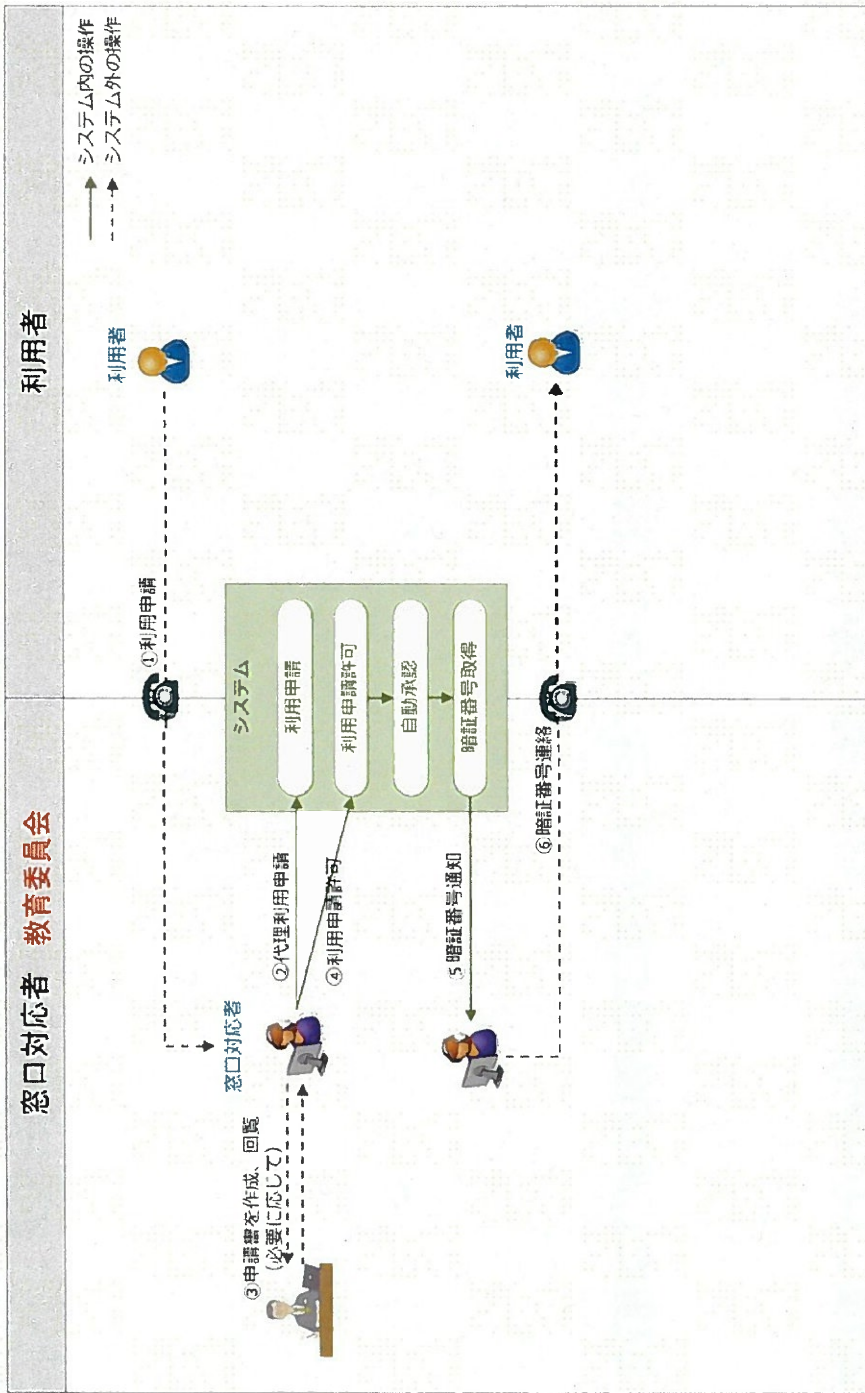 窓口対応者 教育委員会
利用者
システム内の操作
システム外の操作
利用者
①利用申請
窓口対応者
システム
②代理利用申請
利用申請
③申請書を作成、回覧
(必要に応じて)
④利用申請許可
利用申請許可
自動承認
⑤暗証番号通知
暗証番号取得
利用者
⑥暗証番号連絡